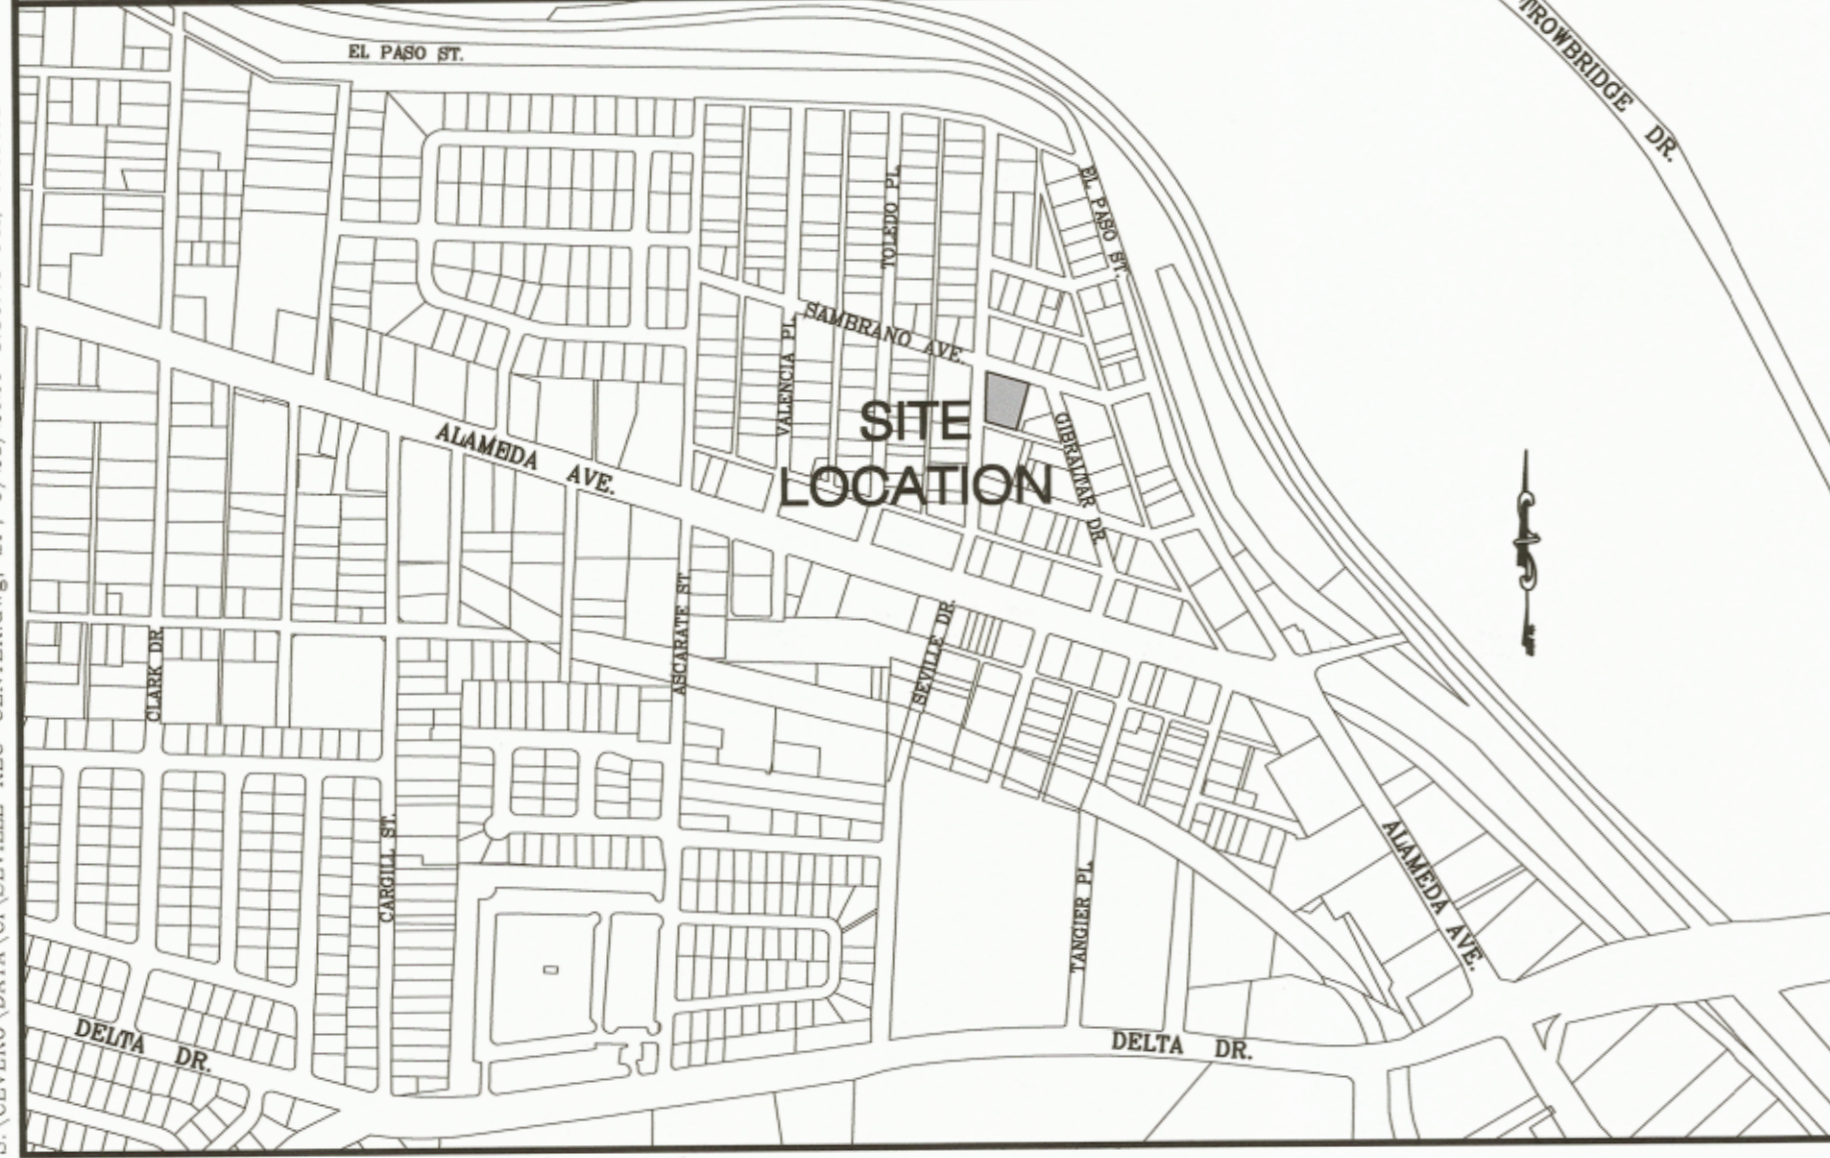 TROWBRIDGE DR.
EL PASO ST.
EL PASO ST.
TOLEDO PL.
SAMBRANO AVE.
VALENCIA PL.
SITE
LOCATION
GIBRALTAR DR.
ALAMEDA AVE.
ASCARATE ST
SEVILLE DR.
CLARK DR.
CARGILL ST.
TANGIER PL.
ALAMEDA AVE.
DELTA DR.
DELTA DR.